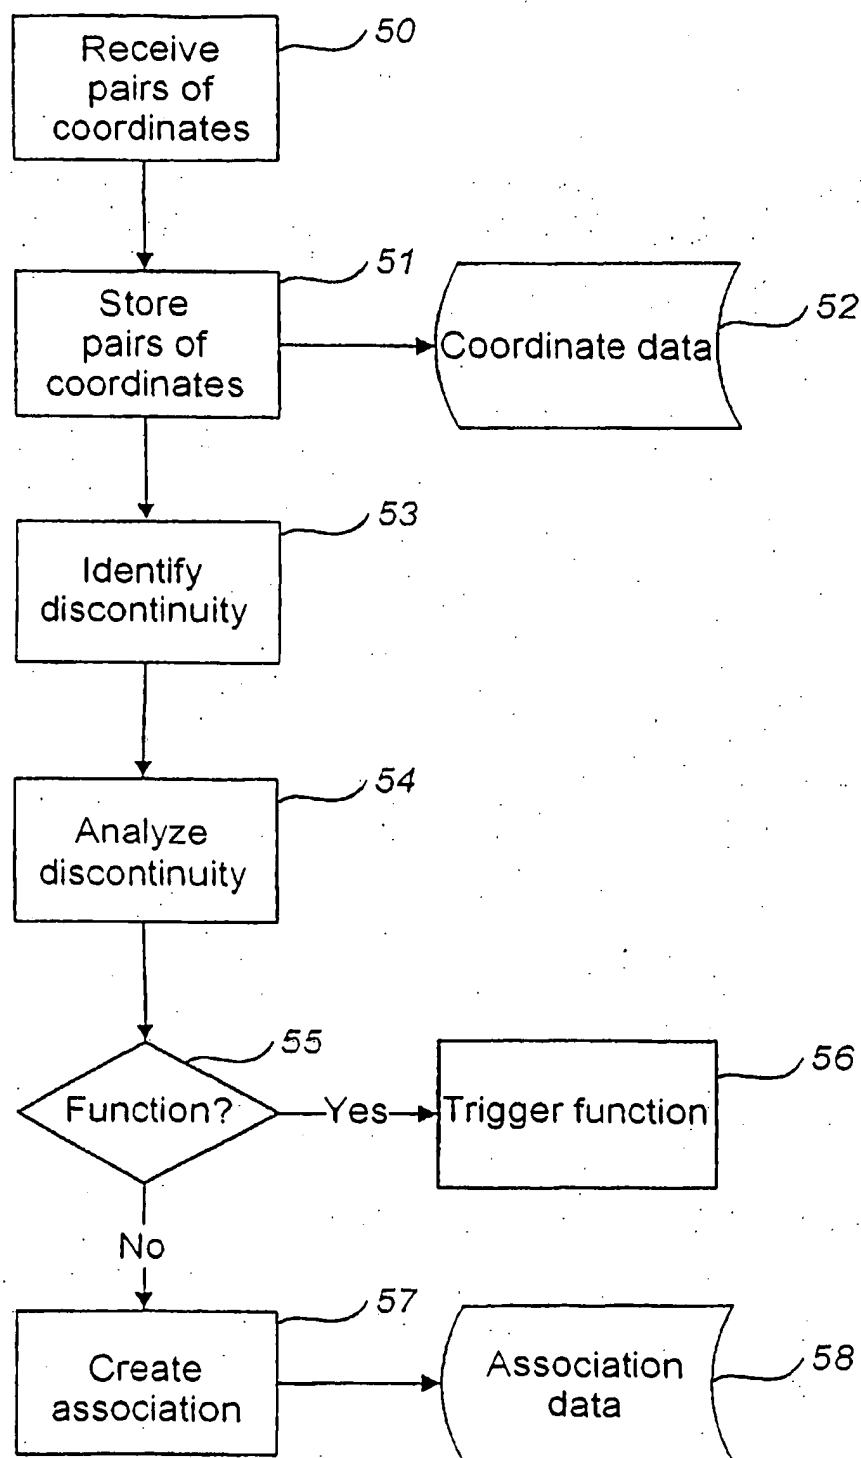 Receive
pairs of
coordinates
50
Store
pairs of
coordinates
51
Coordinate data
52
Identify
discontinuity
53
Analyze
discontinuity
54
Function?
55
Yes
Trigger function
56
No
Create
association
57
Association
data
58